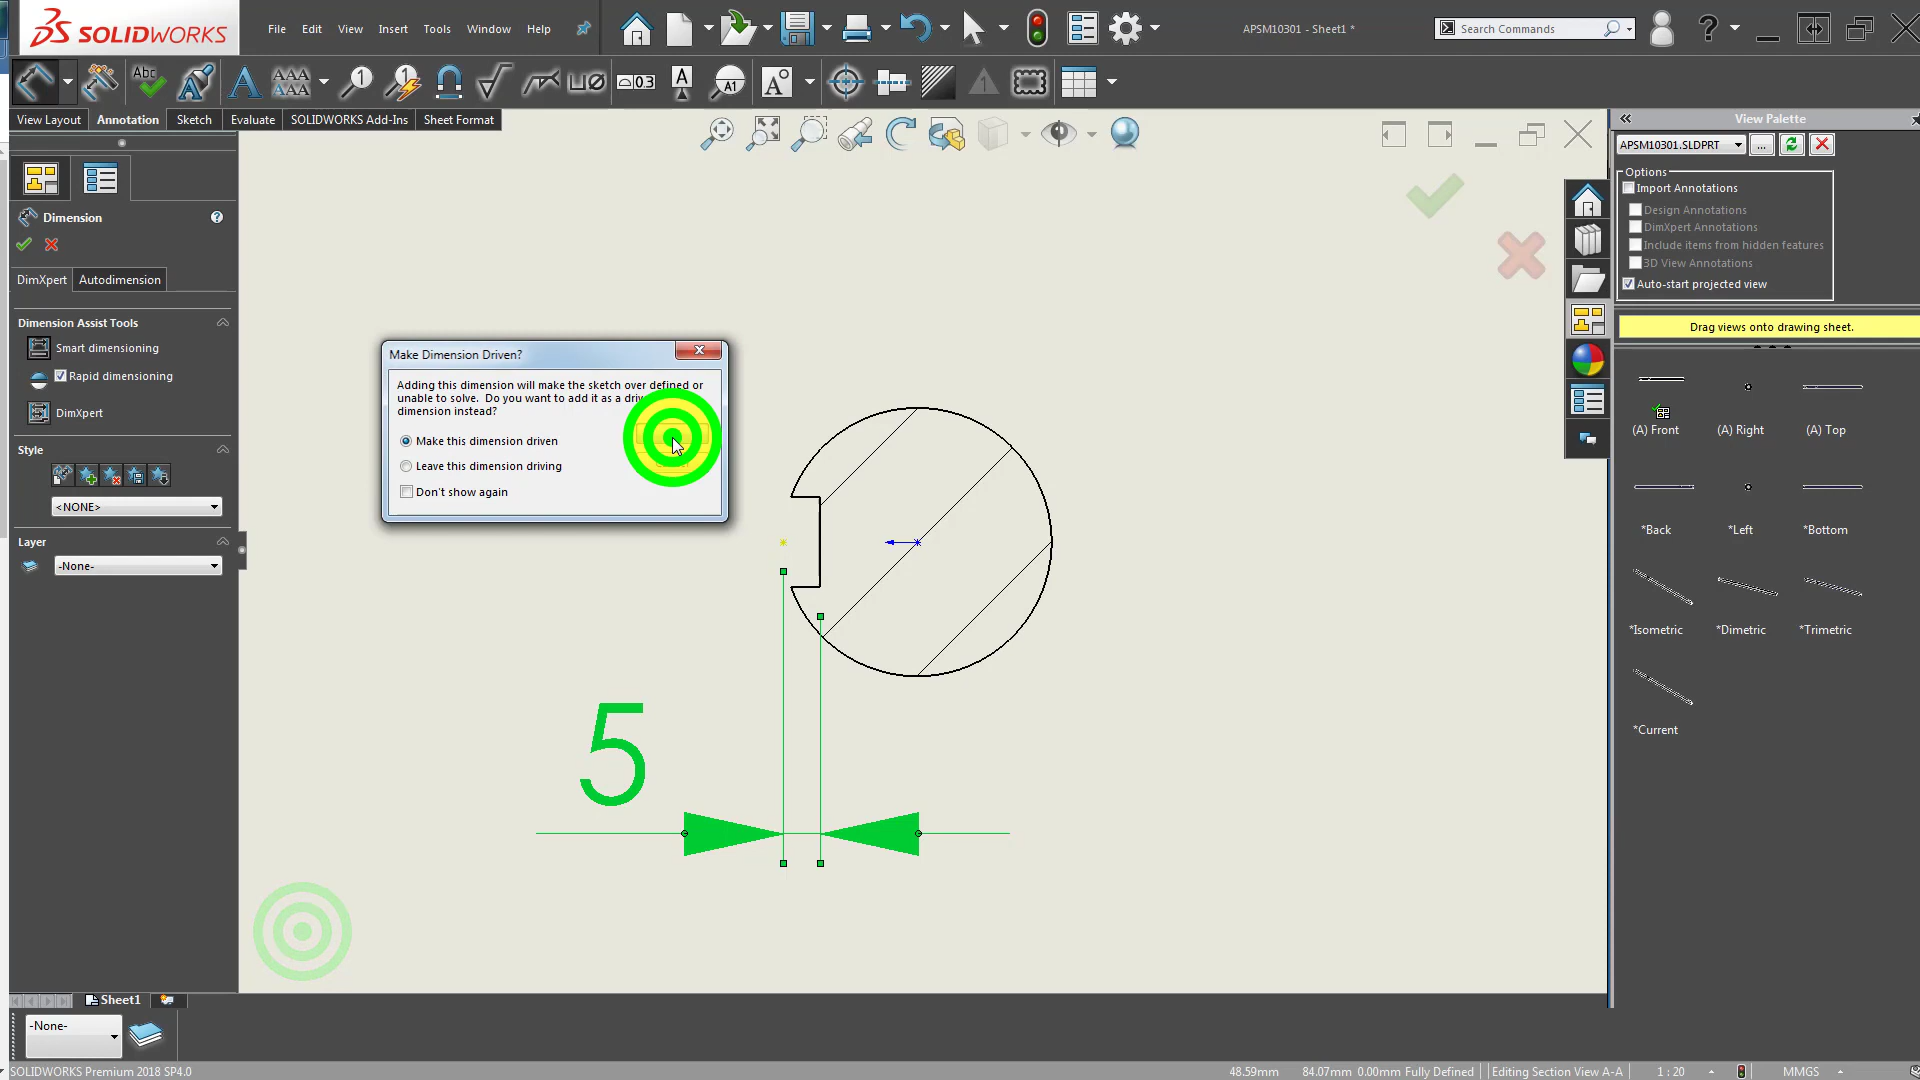 SOLIDWORKS
File Edit View Insert Tools Window Help
APSM10301 - Sheet1 *
Search Commands
View Layout Annotation Sketch Evaluate SOLIDWORKS Add-Ins Sheet Format
View Palette
APSM10301.SLDPRT
...
Options
Import Annotations
Design Annotations
DimXpert Annotations
Include items from hidden features
3D View Annotations
Auto-start projected view
Drag views onto drawing sheet.
(A) Front (A) Right (A) Top
*Back *Left *Bottom
*Isometric *Dimetric *Trimetric
*Current
Dimension
DimXpert Autodimension
Dimension Assist Tools
Smart dimensioning
Rapid dimensioning
DimXpert
Style
<NONE>
Layer
-None-
Make Dimension Driven?
Adding this dimension will make the sketch over defined or
unable to solve. Do you want to add it as a
dimension instead?
Make this dimension driven
Leave this dimension driving
Don't show again
5
Sheet1
-None-
SOLIDWORKS Premium 2018 SP4.0
48.59mm 84.07mm 0.00mm Fully Defined Editing Section View A-A 1 : 20 MMGS